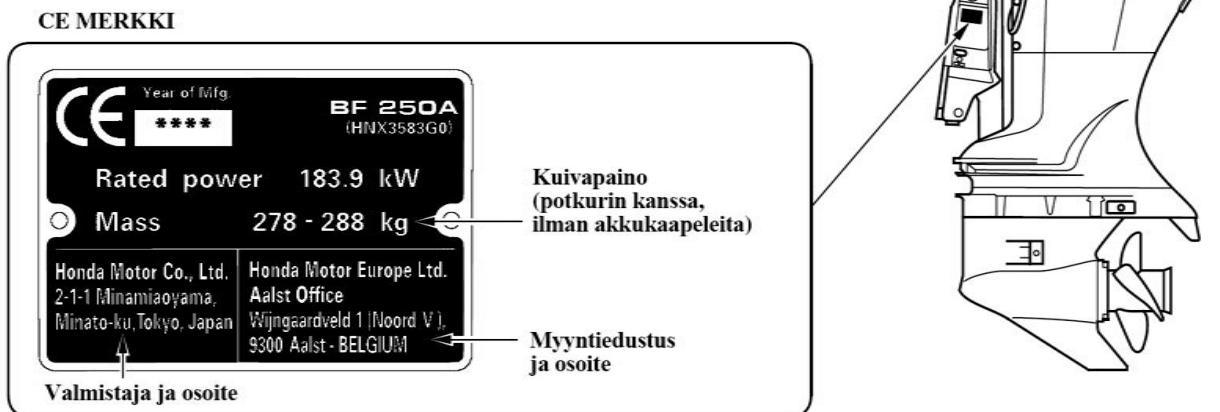 CE MERKKI
CE
Year of Mfg.
****
BF 250A
(HNX3583G0)
Rated power 183.9 kW
Mass 278 - 288 kg
Kuivapaino
(potkurin kanssa,
ilman akkukaapeleita)
Honda Motor Co., Ltd.
2-1-1 Minamiaoyama,
Minato-ku,Tokyo, Japan
Honda Motor Europe Ltd.
Aalst Office
Wijngaardveld 1 (Noord V),
9300 Aalst - BELGIUM
Myyntiedustus
ja osoite
Valmistaja ja osoite